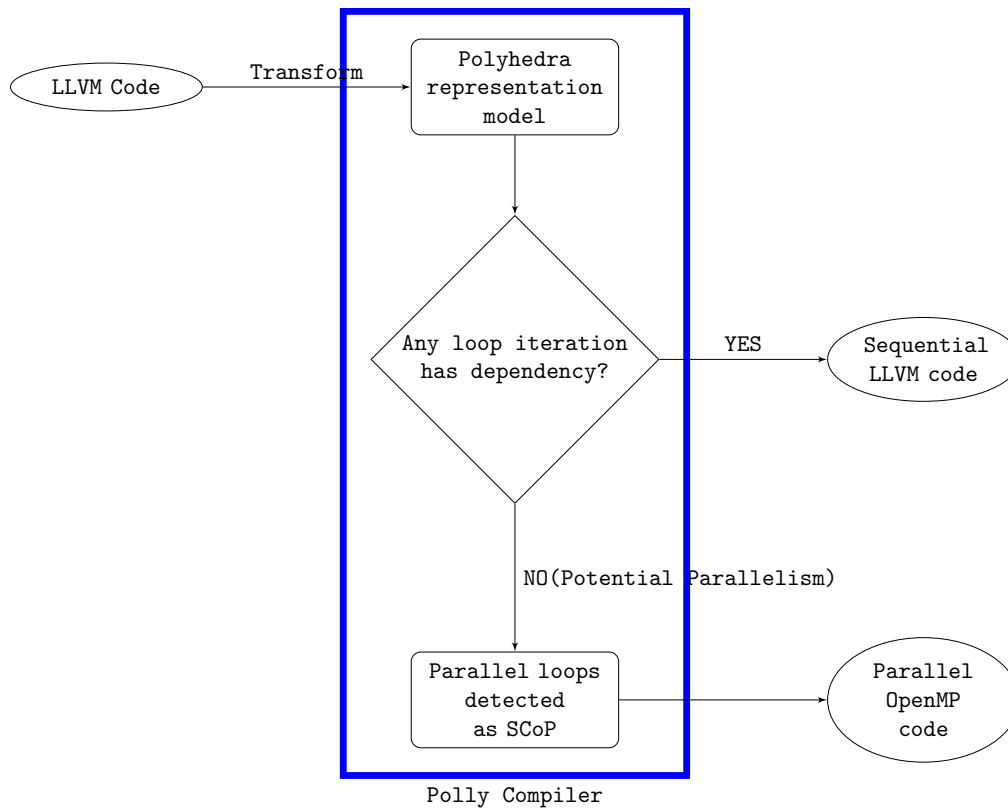 LLVM Code
Transform
Polyhedra
representation
model
Any loop iteration
has dependency?
YES
Sequential
LLVM code
NO(Potential Parallelism)
Parallel loops
detected
as SCoP
Parallel
OpenMP
code
Polly Compiler